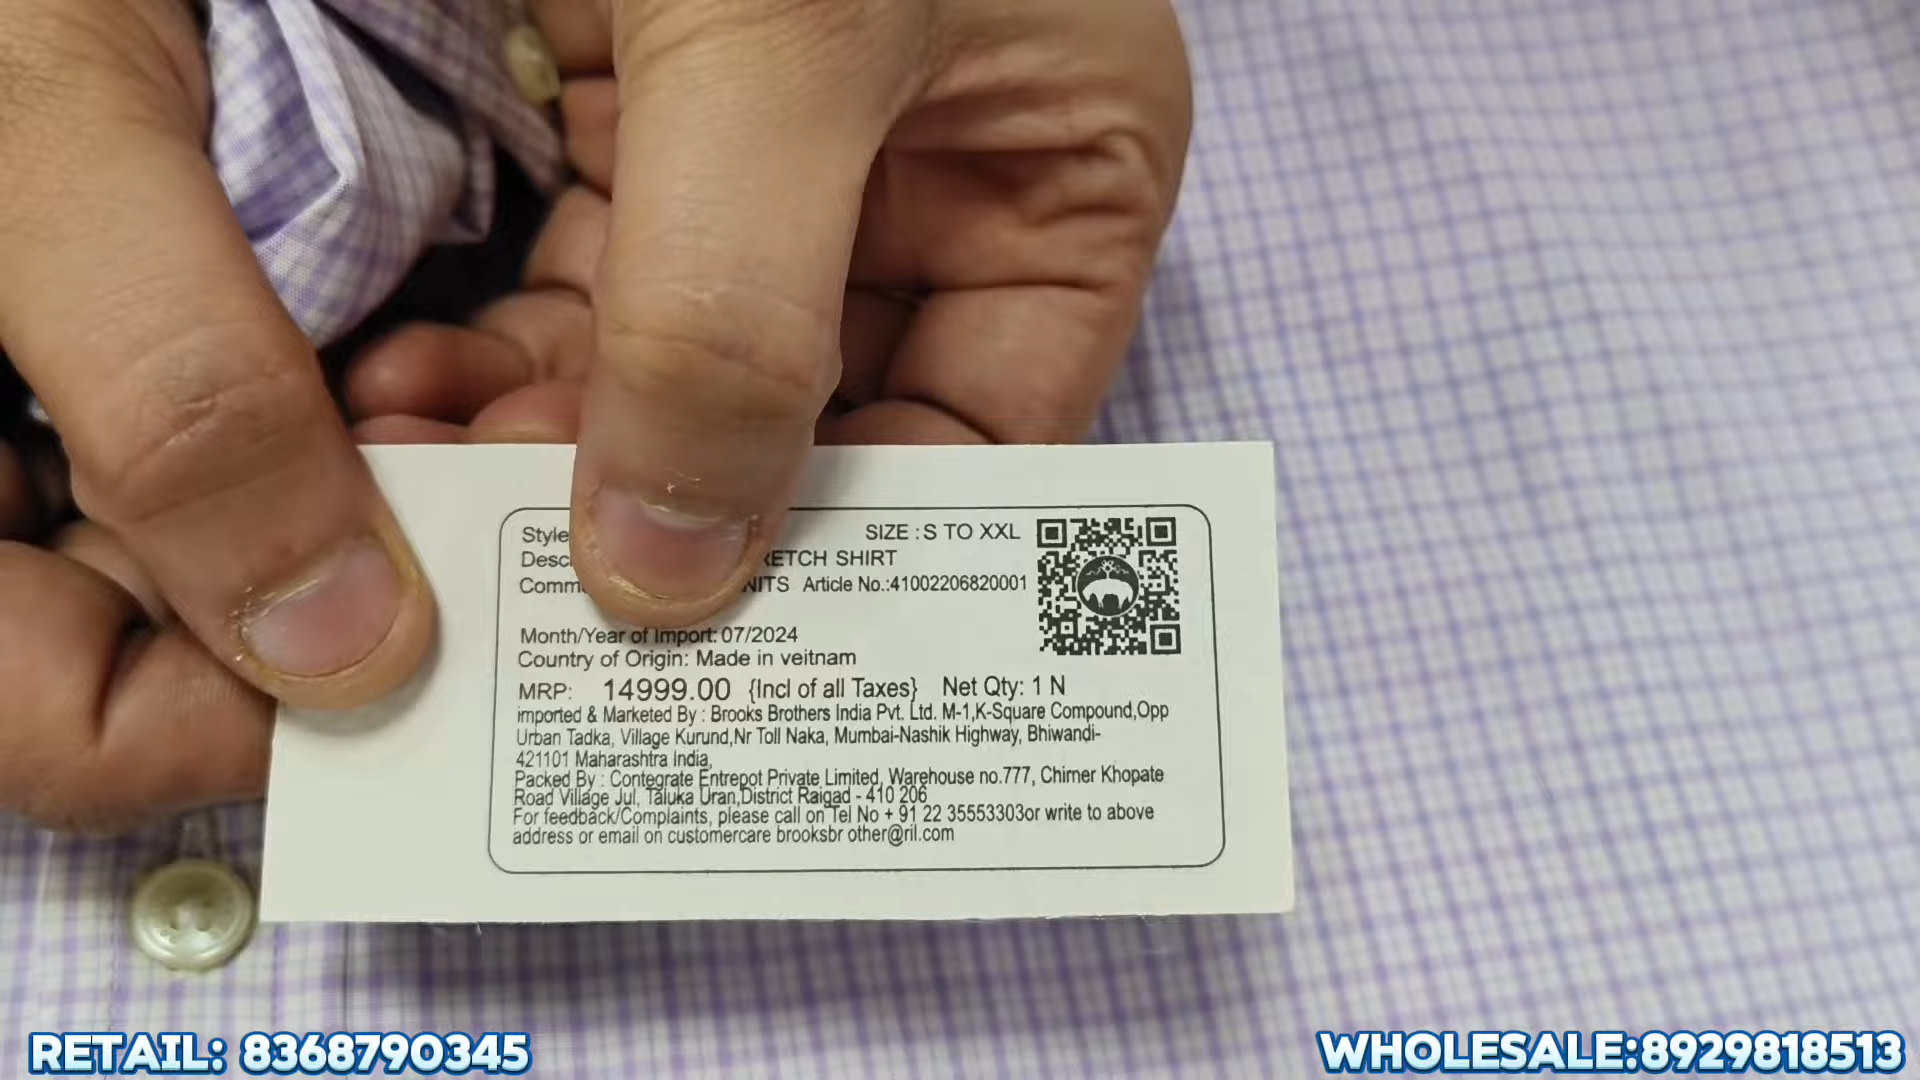 Style SIZE : S TO XXL
RETCH SHIRT
NITS Article No.:41002206820001
Month/Year of Import: 07/2024
Country of Origin: Made in veitnam
MRP: 14999.00 {Incl of all Taxes} Net Qty: 1 N
imported & Marketed By : Brooks Brothers India Pvt. Ltd. M-1,K-Square Compound,Opp
Urban Tadka, Village Kurund,Nr Toll Naka, Mumbai-Nashik Highway, Bhiwandi-
421101 Maharashtra India,
Packed By : Contegrate Entrepot Private Limited, Warehouse no.777, Chirner Khopate
Road Village Jul, Taluka Uran,District Raigad - 410 206
For feedback/Complaints, please call on Tel No + 91 22 35553303or write to above
address or email on customercare brooksbr other@ril.com
RETAIL: 8368790345
WHOLESALE:8929818513